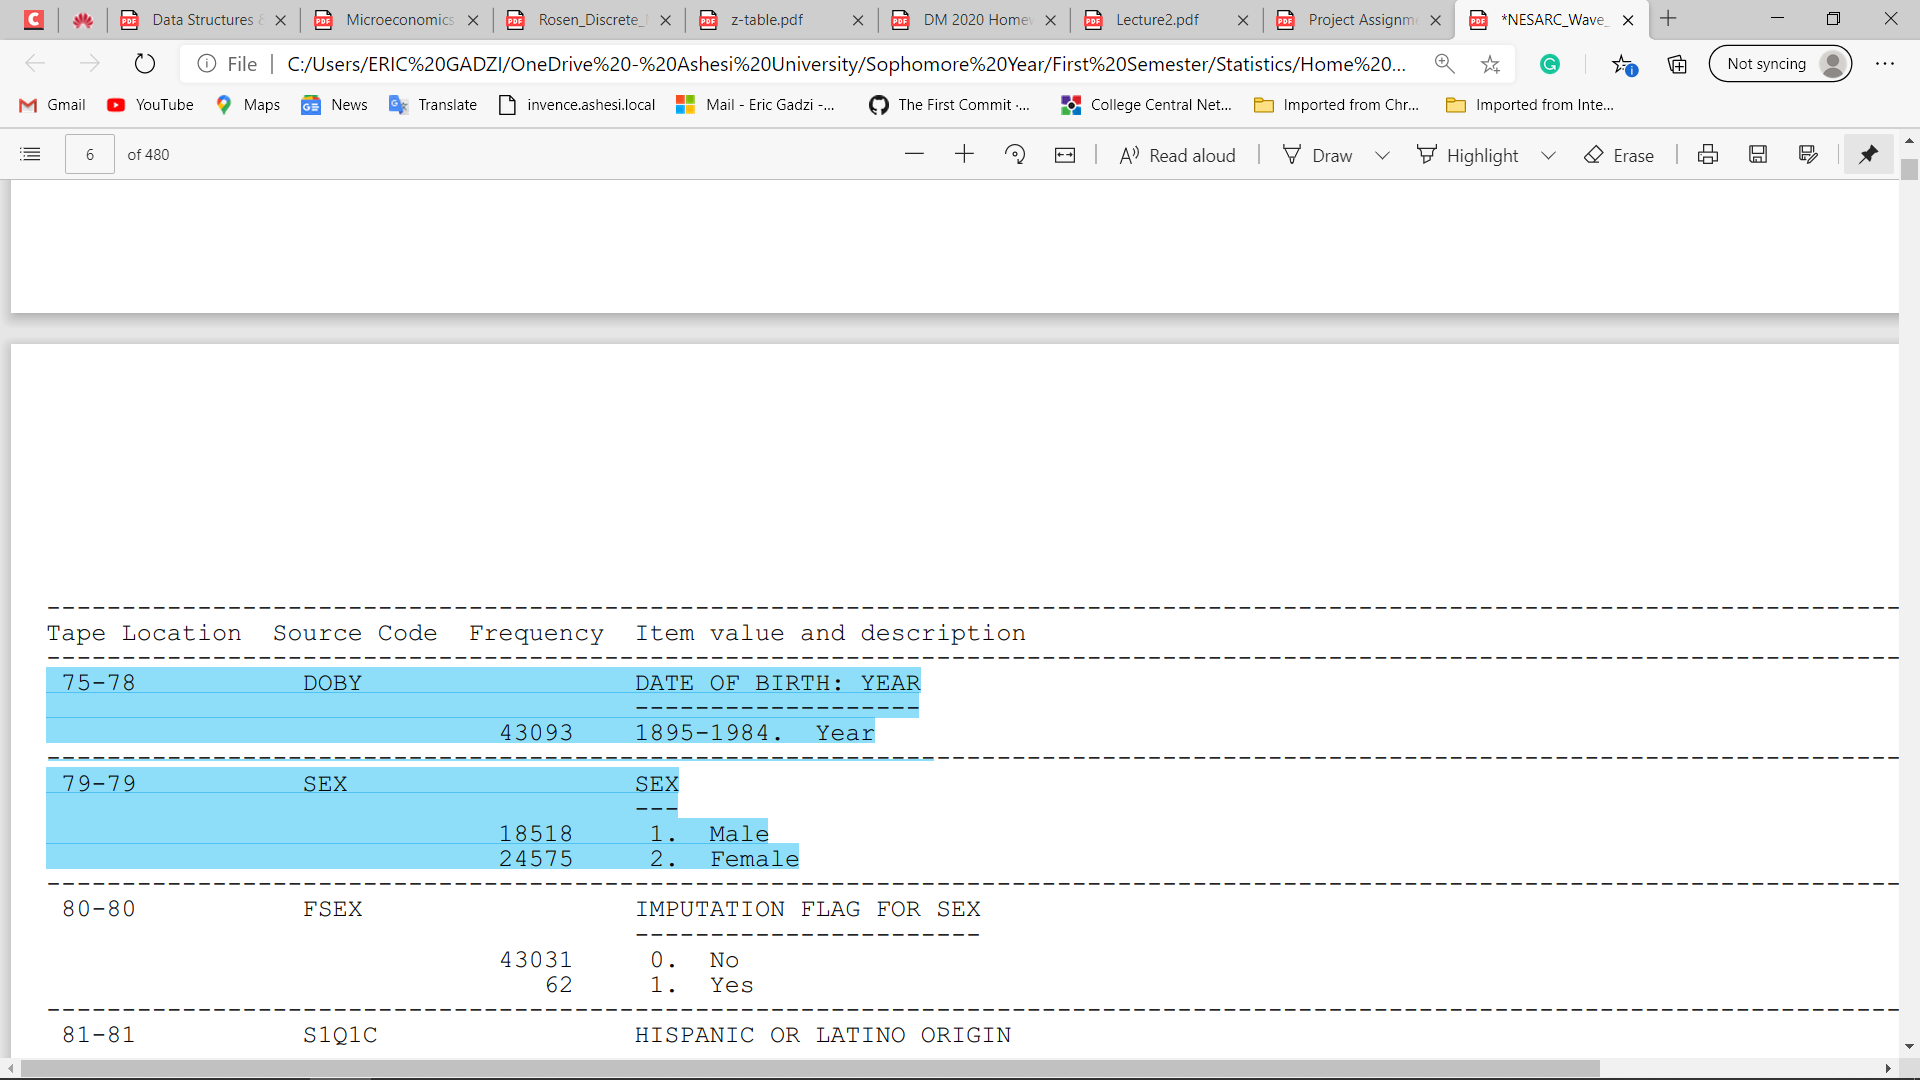 Data Structures &
Microeconomics
Rosen_Discrete_
z-table.pdf
DM 2020 Homew
Lecture2.pdf
Project Assignme
*NESARC_Wave_
File
C:/Users/ERIC%20GADZI/OneDrive%20-%20Ashesi%20University/Sophomore%20Year/First%20Semester/Statistics/Home%20...
Not syncing
Gmail
YouTube
Maps
News
Translate
invence.ashesi.local
Mail - Eric Gadzi -...
The First Commit ·...
College Central Net...
Imported from Chr...
Imported from Inte...
6 of 480
Read aloud
Draw
Highlight
Erase
Tape Location Source Code Frequency Item value and description
75-78 DOBY DATE OF BIRTH: YEAR
-------------------
43093 1895-1984. Year
79-79 SEX SEX
---
18518 1. Male
24575 2. Female
80-80 FSEX IMPUTATION FLAG FOR SEX
-----------------------
43031 0. No
62 1. Yes
81-81 S1Q1C HISPANIC OR LATINO ORIGIN